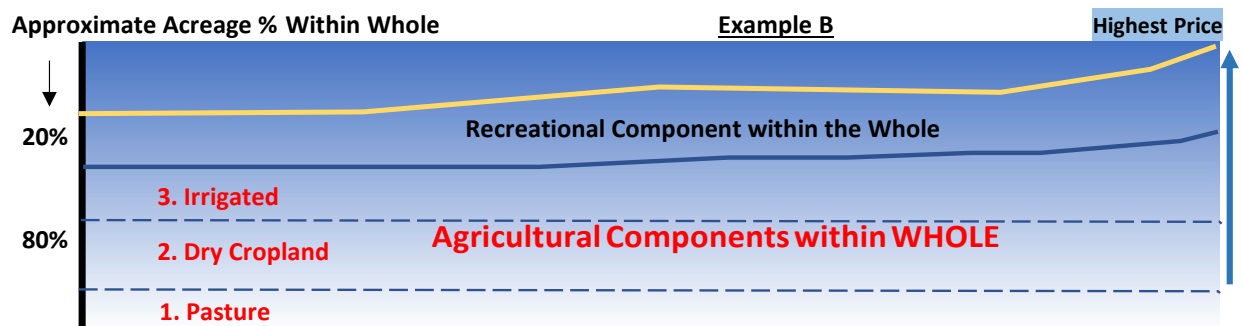 Approximate Acreage % Within Whole
Example B
Highest Price
20%
Recreational Component within the Whole
3. Irrigated
80%
Agricultural Components within WHOLE
2. Dry Cropland
1. Pasture